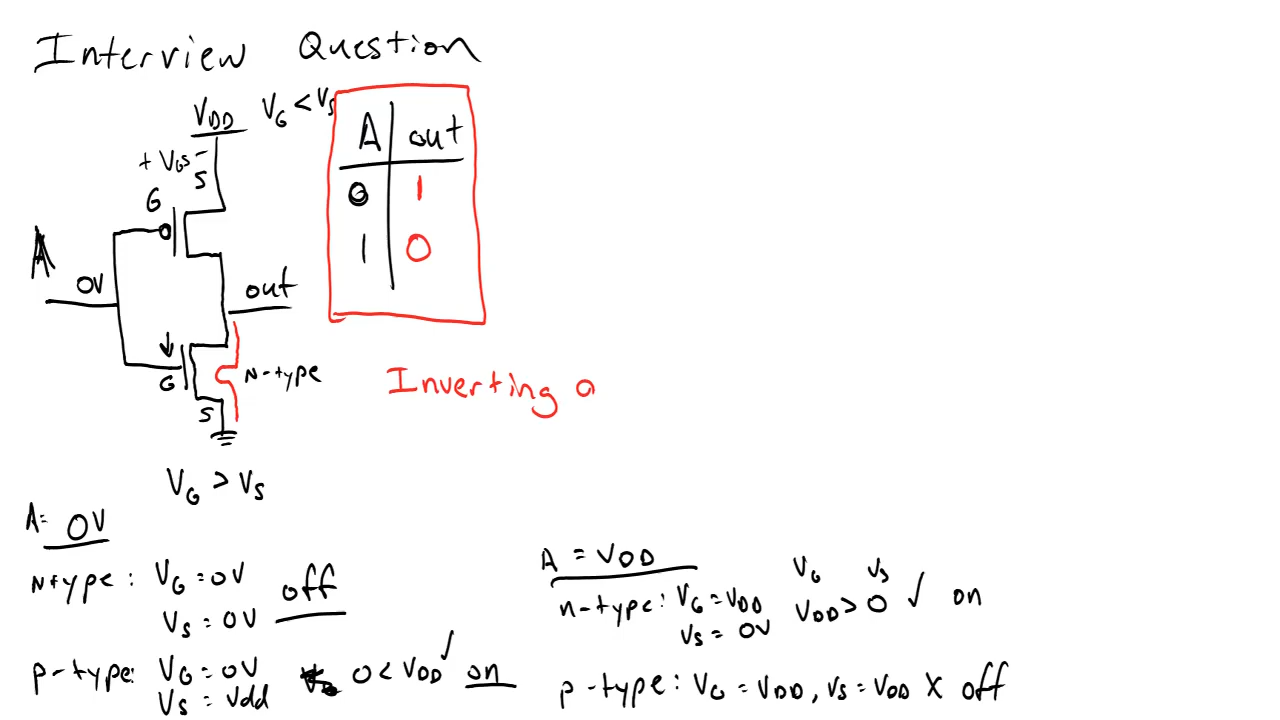 Interview Question
VDD
VG < VS
+ VGS -
S
G
A
0V
out
G
N-type
S
VG > VS
A out
0 1
1 0
Inverting a
A= 0V
N type: VG = 0V off
VS = 0V
p-type: VG = 0V 0 < VDD ✓ on
VS = Vdd
A = VDD
VG VS
n-type: VG = VDD VDD > 0 ✓ on
VS = 0V
p-type: VG = VDD, VS = VDD X off